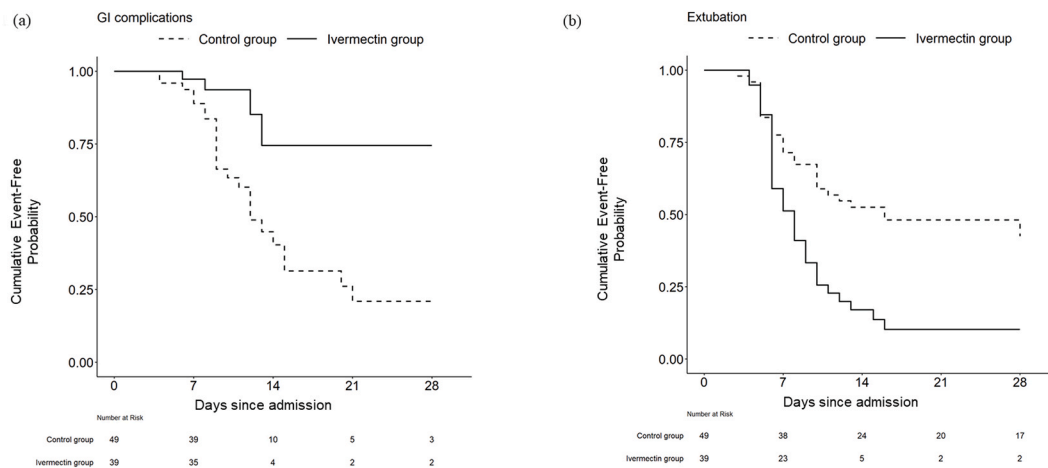 (a)
GI complications
Control group Ivermectin group
1.00
0.75
0.50
0.25
0.00
Cumulative Event-Free
Probability
0 7 14 21 28
Days since admission
Number at Risk
Control group 49 39 10 5 3
Ivermectin group 39 35 4 2 2
(b)
Extubation
Control group Ivermectin group
1.00
0.75
0.50
0.25
0.00
Cumulative Event-Free
Probability
0 7 14 21 28
Days since admission
Number at Risk
Control group 49 38 24 20 17
Ivermectin group 39 23 5 2 2